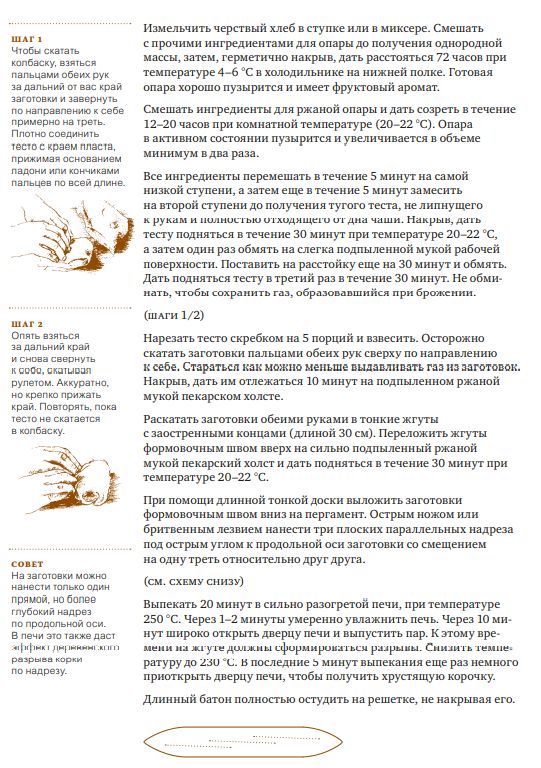 ШАГ 1
Чтобы скатать
колбаску, взяться
пальцами обеих рук
за дальний от вас край
заготовки и завернуть
по направлению к себе
примерно на треть.
Плотно соединить
тесто с краем пласта,
прижимая основанием
ладони или кончиками
пальцев по всей длине.
ШАГ 2
Опять взяться
за дальний край
и снова свернуть
к себе, скатывая
рулетом. Аккуратно,
но крепко прижать
край. Повторять, пока
тесто не скатается
в колбаску.
СОВЕТ
На заготовки можно
нанести только один
прямой, но более
глубокий надрез
по продольной оси.
В печи это также даст
эффект деревенского
разрыва корки
по надрезу.
Измельчить черствый хлеб в ступке или в миксере. Смешать
с прочими ингредиентами для опары до получения однородной
массы, затем, герметично накрыв, дать расстояться 72 часов при
температуре 4–6 °C в холодильнике на нижней полке. Готовая
опара хорошо пузырится и имеет фруктовый аромат.
Смешать ингредиенты для ржаной опары и дать созреть в течение
12–20 часов при комнатной температуре (20–22 °C). Опара
в активном состоянии пузырится и увеличивается в объеме
минимум в два раза.
Все ингредиенты перемешать в течение 5 минут на самой
низкой ступени, а затем еще в течение 5 минут замесить
на второй ступени до получения тугого теста, не липнущего
к рукам и полностью отходящего от дна чаши. Накрыв, дать
тесту подняться в течение 30 минут при температуре 20–22 °C,
а затем один раз обмять на слегка подпыленной мукой рабочей
поверхности. Поставить на расстойку еще на 30 минут и обмять.
Дать подняться тесту в третий раз в течение 30 минут. Не обми-
нать, чтобы сохранить газ, образовавшийся при брожении.
(ШАГИ 1/2)
Нарезать тесто скребком на 5 порций и взвесить. Осторожно
скатать заготовки пальцами обеих рук сверху по направлению
к себе. Стараться как можно меньше выдавливать газ из заготовок.
Накрыв, дать им отлежаться 10 минут на подпыленном ржаной
мукой пекарском холсте.
Раскатать заготовки обеими руками в тонкие жгуты
с заостренными концами (длиной 30 см). Переложить жгуты
формовочным швом вверх на сильно подпыленный ржаной
мукой пекарский холст и дать подняться в течение 30 минут при
температуре 20–22 °C.
При помощи длинной тонкой доски выложить заготовки
формовочным швом вниз на пергамент. Острым ножом или
бритвенным лезвием нанести три плоских параллельных надреза
под острым углом к продольной оси заготовки со смещением
на одну треть относительно друг друга.
(СМ. СХЕМУ СНИЗУ)
Выпекать 20 минут в сильно разогретой печи, при температуре
250 °C. Через 1–2 минуты умеренно увлажнить печь. Через 10 ми-
нут широко открыть дверцу печи и выпустить пар. К этому вре-
мени на жгуте должны сформироваться разрывы. Снизить темпе-
ратуру до 230 °C. В последние 5 минут выпекания еще раз немного
приоткрыть дверцу печи, чтобы получить хрустящую корочку.
Длинный батон полностью остудить на решетке, не накрывая его.